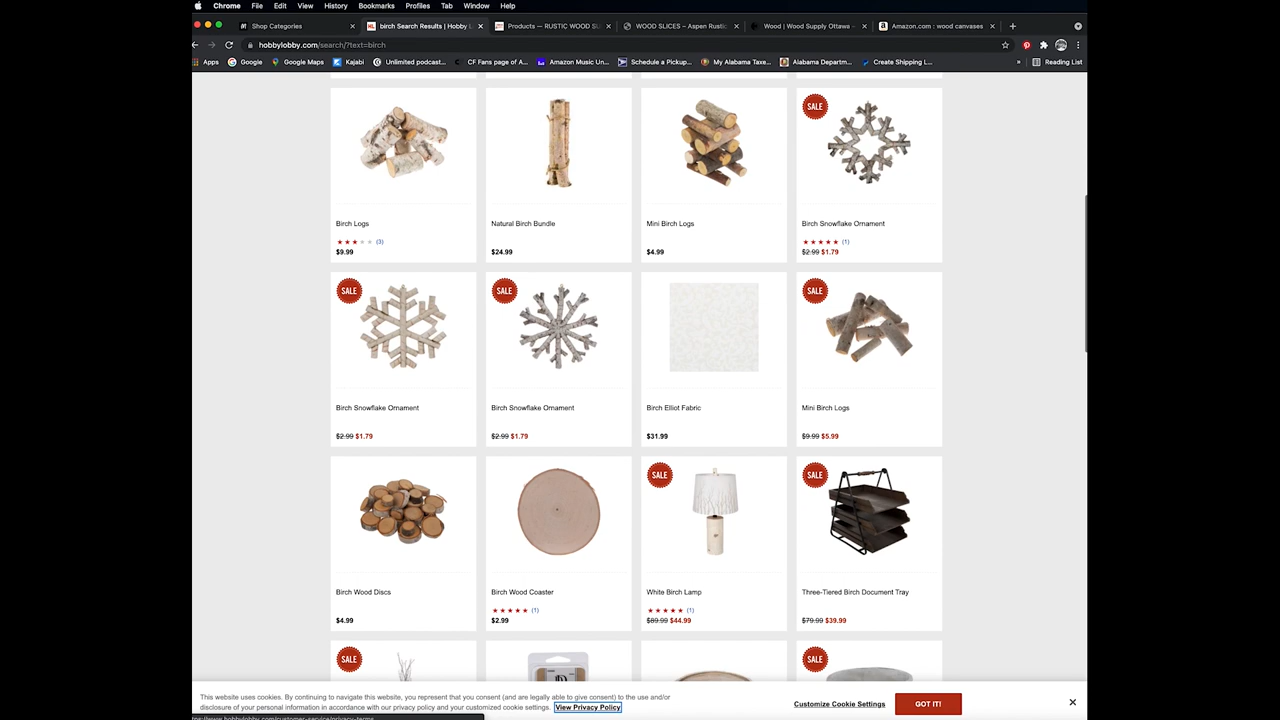 Chrome File Edit View History Bookmarks Profiles Tab Window Help
Shop Categories
birch Search Results | Hobby L
Products — RUSTIC WOOD SL
WOOD SLICES – Aspen Rustic
Wood | Wood Supply Ottawa –
Amazon.com : wood canvases
hobbylobby.com/search/?text=birch
Apps Google Google Maps Kajabi Unlimited podcast... CF Fans page of A... Amazon Music Un... Schedule a Pickup... My Alabama Taxe... Alabama Departm... Create Shipping L... » Reading List
SALE
Birch Logs
(3)
$9.99
Natural Birch Bundle
$24.99
Mini Birch Logs
$4.99
Birch Snowflake Ornament
(1)
$2.99 $1.79
SALE
SALE
SALE
Birch Snowflake Ornament
$2.99 $1.79
Birch Snowflake Ornament
$2.99 $1.79
Birch Elliot Fabric
$31.99
Mini Birch Logs
$9.99 $5.99
SALE
SALE
Birch Wood Discs
$4.99
Birch Wood Coaster
(1)
$2.99
White Birch Lamp
(1)
$89.99 $44.99
Three-Tiered Birch Document Tray
$79.99 $39.99
SALE
SALE
This website uses cookies. By continuing to navigate this website, you represent that you consent (and are legally able to give consent) to the use and/or
disclosure of your personal information in accordance with our privacy policy and your customized cookie settings. View Privacy Policy
Customize Cookie Settings
GOT IT!